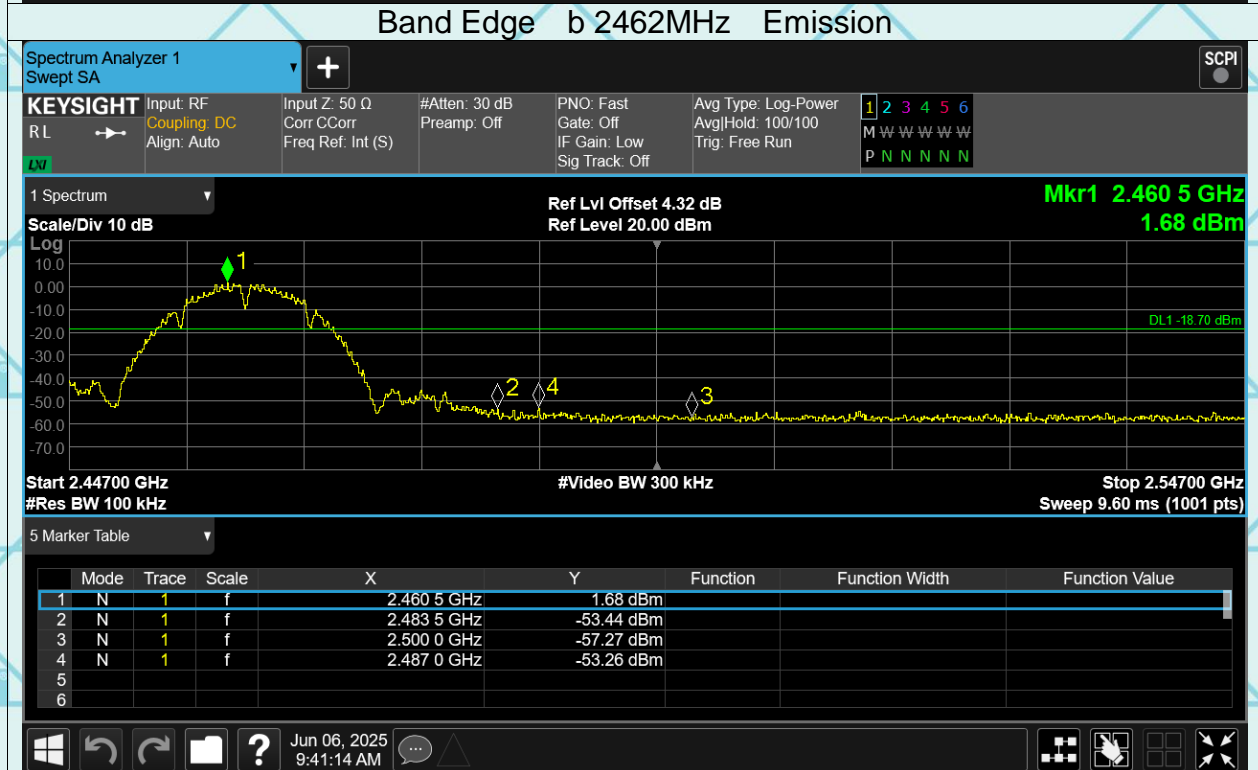 Band Edge b 2462MHz Emission
Spectrum Analyzer 1
Swept SA
SCPI
KEYSIGHT
R L
LXI
Input: RF
Coupling: DC
Align: Auto
Input Z: 50 Ω
Corr CCorr
Freq Ref: Int (S)
#Atten: 30 dB
Preamp: Off
PNO: Fast
Gate: Off
IF Gain: Low
Sig Track: Off
Avg Type: Log-Power
Avg|Hold: 100/100
Trig: Free Run
1 2 3 4 5 6
M W W W W W
P N N N N N
1 Spectrum
Scale/Div 10 dB
Ref Lvl Offset 4.32 dB
Ref Level 20.00 dBm
Mkr1 2.460 5 GHz
1.68 dBm
Log
10.0
0.00
-10.0
-20.0
-30.0
-40.0
-50.0
-60.0
-70.0
1
2
4
3
DL1 -18.70 dBm
Start 2.44700 GHz
#Res BW 100 kHz
#Video BW 300 kHz
Stop 2.54700 GHz
Sweep 9.60 ms (1001 pts)
5 Marker Table
Mode Trace Scale X Y Function Function Width Function Value
1 N 1 f 2.460 5 GHz 1.68 dBm
2 N 1 f 2.483 5 GHz -53.44 dBm
3 N 1 f 2.500 0 GHz -57.27 dBm
4 N 1 f 2.487 0 GHz -53.26 dBm
5
6
?
Jun 06, 2025
9:41:14 AM